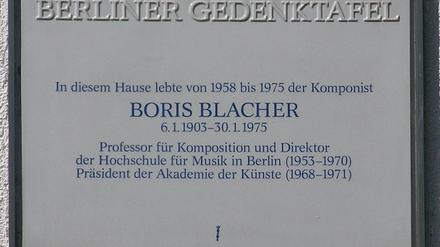 BERLINER GEDENKTAFEL
In diesem Hause lebte von 1958 bis 1975 der Komponist
BORIS BLACHER
6.1.1903–30.1.1975
Professor für Komposition und Direktor
der Hochschule für Musik in Berlin (1953–1970)
Präsident der Akademie der Künste (1968–1971)